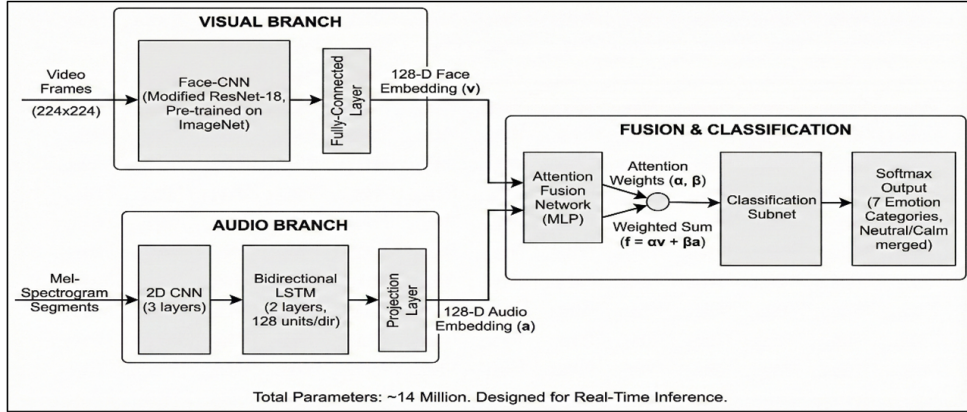 VISUAL BRANCH
Video
Frames
(224x224)
Face-CNN
(Modified ResNet-18,
Pre-trained on
ImageNet)
Fully-Connected
Layer
128-D Face
Embedding (v)
AUDIO BRANCH
Mel-
Spectrogram
Segments
2D CNN
(3 layers)
Bidirectional
LSTM
(2 layers,
128 units/dir)
Projection
Layer
128-D Audio
Embedding (a)
FUSION & CLASSIFICATION
Attention
Fusion
Network
(MLP)
Attention
Weights (α, β)
Weighted Sum
(f = αv + βa)
Classification
Subnet
Softmax
Output
(7 Emotion
Categories,
Neutral/Calm
merged)
Total Parameters: ~14 Million. Designed for Real-Time Inference.